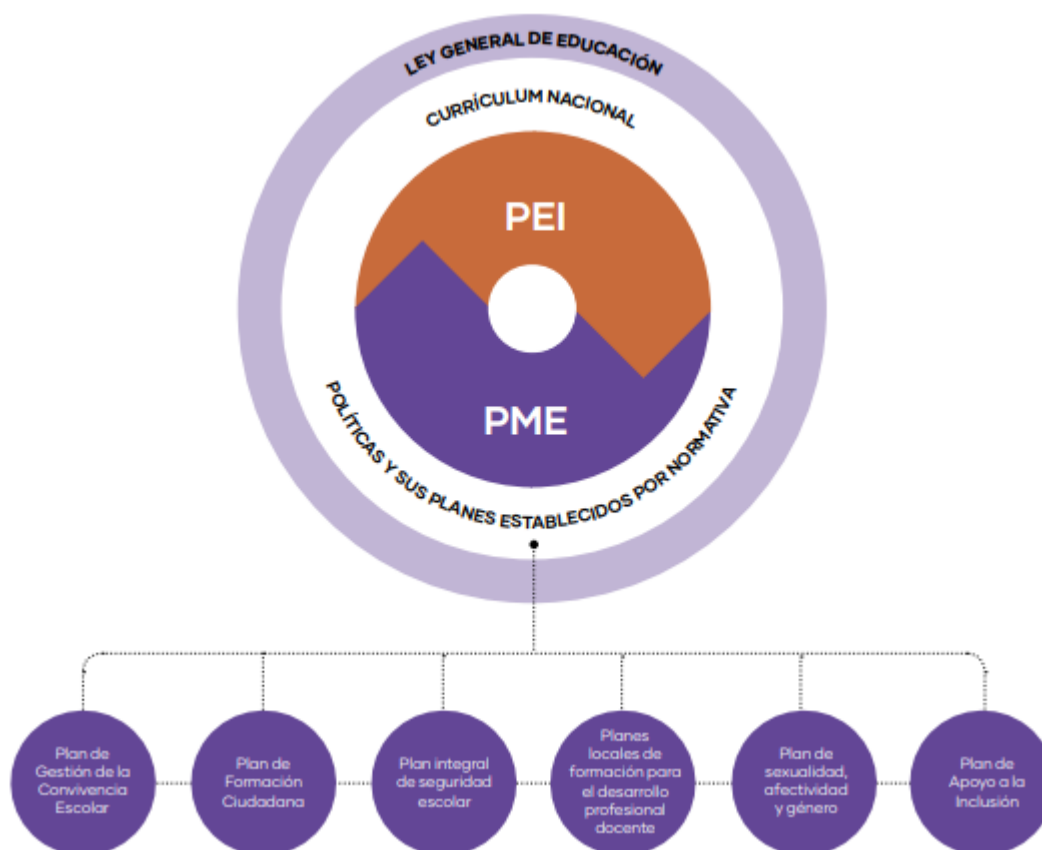 LEY GENERAL DE EDUCACIÓN
CURRÍCULUM NACIONAL
PEI
PME
POLÍTICAS Y SUS PLANES ESTABLECIDOS POR NORMATIVA
Plan de
Gestión de la
Convivencia
Escolar
Plan de
Formación
Ciudadana
Plan integral
de seguridad
escolar
Planes
locales de
formación para
el desarrollo
profesional
docente
Plan de
sexualidad,
afectividad
y género
Plan de
Apoyo a la
Inclusión